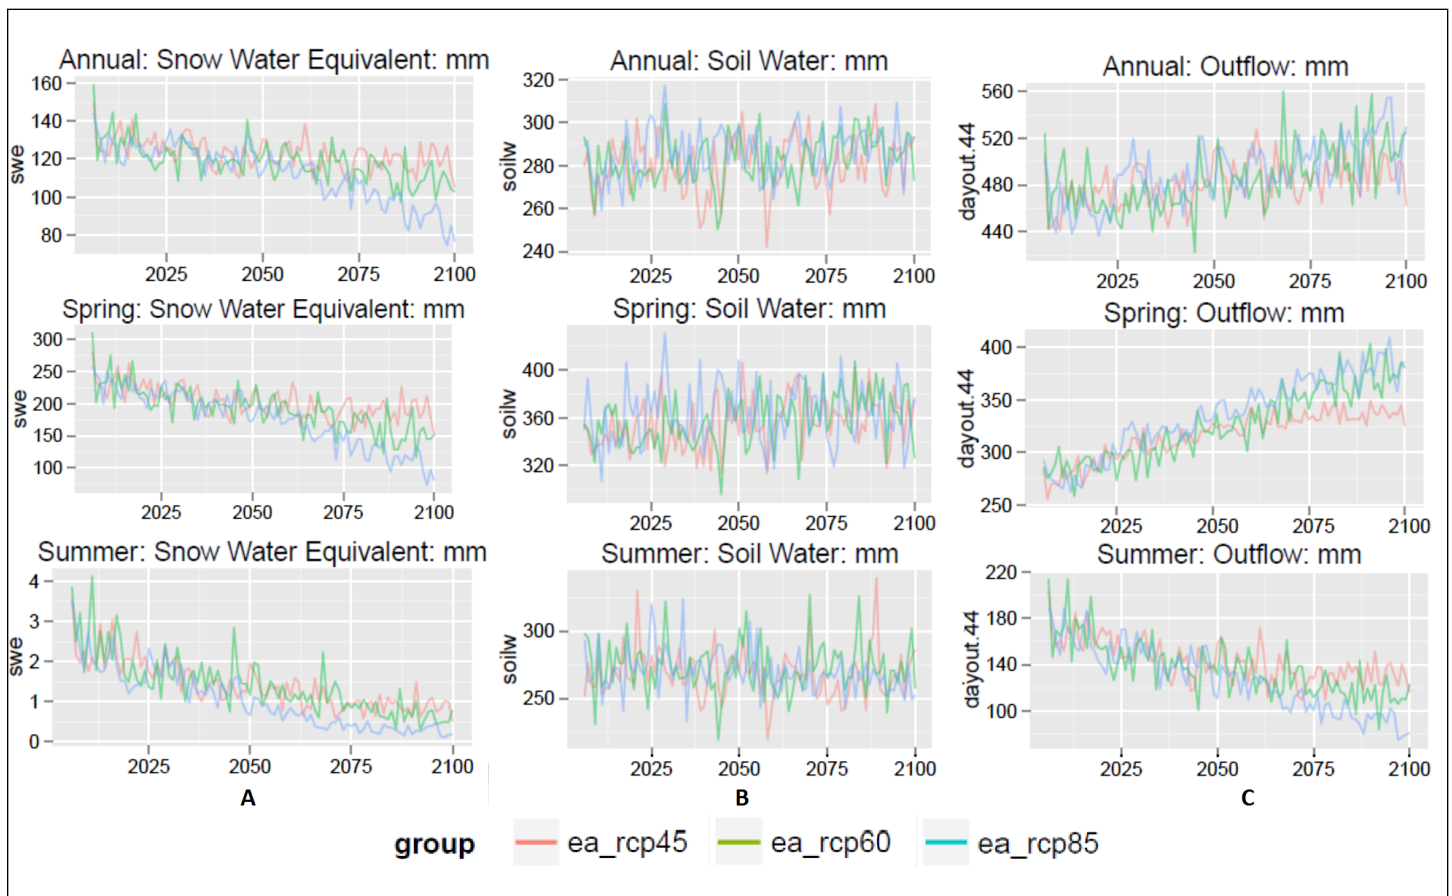 Annual: Snow Water Equivalent: mm
160
140
120
100
80
swe
2025 2050 2075 2100
Spring: Snow Water Equivalent: mm
300
250
200
150
100
swe
2025 2050 2075 2100
Summer: Snow Water Equivalent: mm
4
3
2
1
0
swe
2025 2050 2075 2100
A
Annual: Soil Water: mm
320
300
280
260
240
soilw
2025 2050 2075 2100
Spring: Soil Water: mm
400
360
320
soilw
2025 2050 2075 2100
Summer: Soil Water: mm
300
250
soilw
2025 2050 2075 2100
B
Annual: Outflow: mm
560
520
480
440
dayout.44
2025 2050 2075 2100
Spring: Outflow: mm
400
350
300
250
dayout.44
2025 2050 2075 2100
Summer: Outflow: mm
220
180
140
100
dayout.44
2025 2050 2075 2100
C
group ea_rcp45 ea_rcp60 ea_rcp85